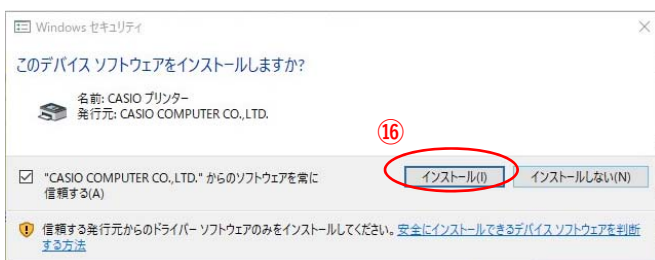 Windows セキュリティ
このデバイス ソフトウェアをインストールしますか?
名前: CASIO プリンター
発行元: CASIO COMPUTER CO.,LTD.
⑯
"CASIO COMPUTER CO.,LTD." からのソフトウェアを常に
信頼する(A)
インストール(I)
インストールしない(N)
信頼する発行元からのドライバー ソフトウェアのみをインストールしてください。安全にインストールできるデバイス ソフトウェアを判断
する方法